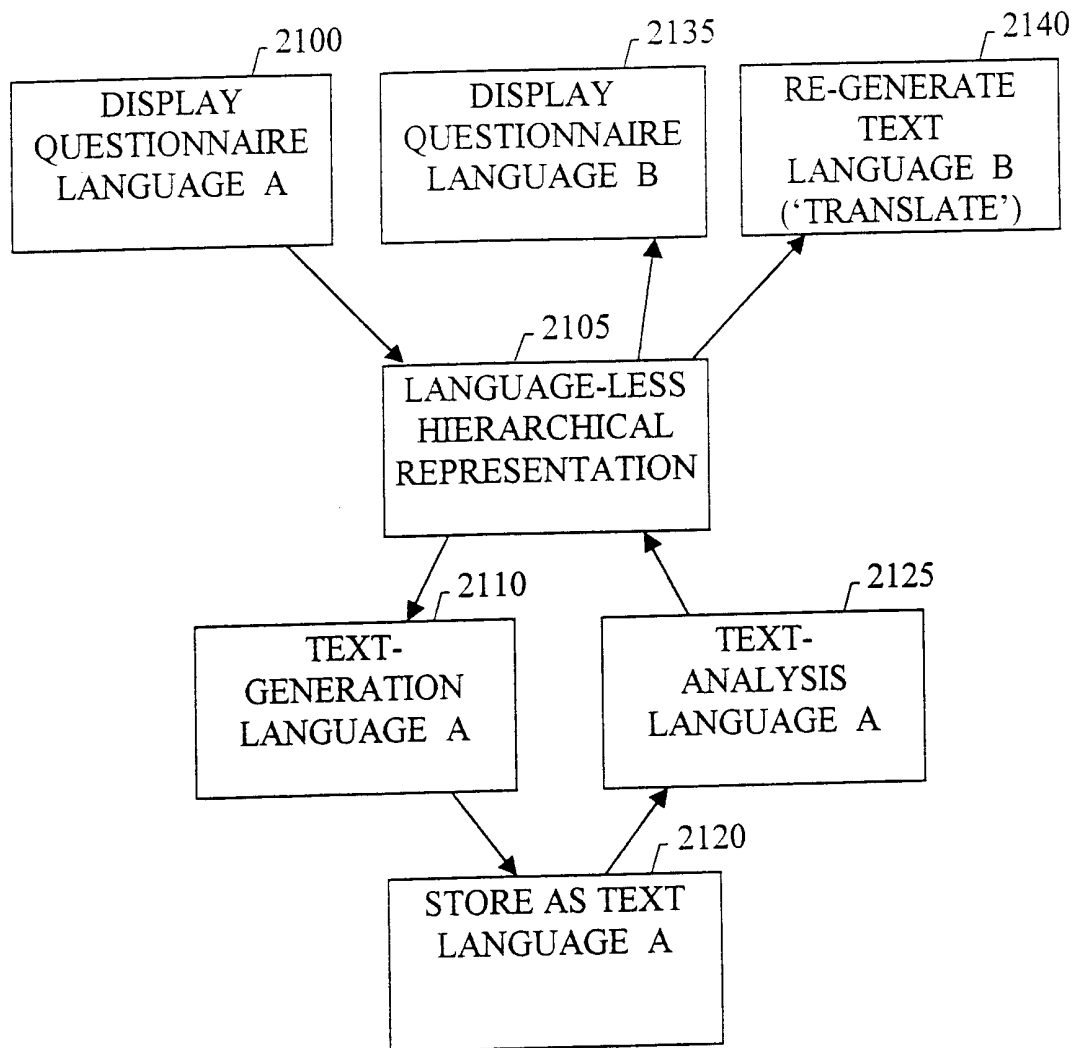 2100
DISPLAY
QUESTIONNAIRE
LANGUAGE A
2135
DISPLAY
QUESTIONNAIRE
LANGUAGE B
2140
RE-GENERATE
TEXT
LANGUAGE B
(‘TRANSLATE’)
2105
LANGUAGE-LESS
HIERARCHICAL
REPRESENTATION
2110
TEXT-
GENERATION
LANGUAGE A
2125
TEXT-
ANALYSIS
LANGUAGE A
2120
STORE AS TEXT
LANGUAGE A